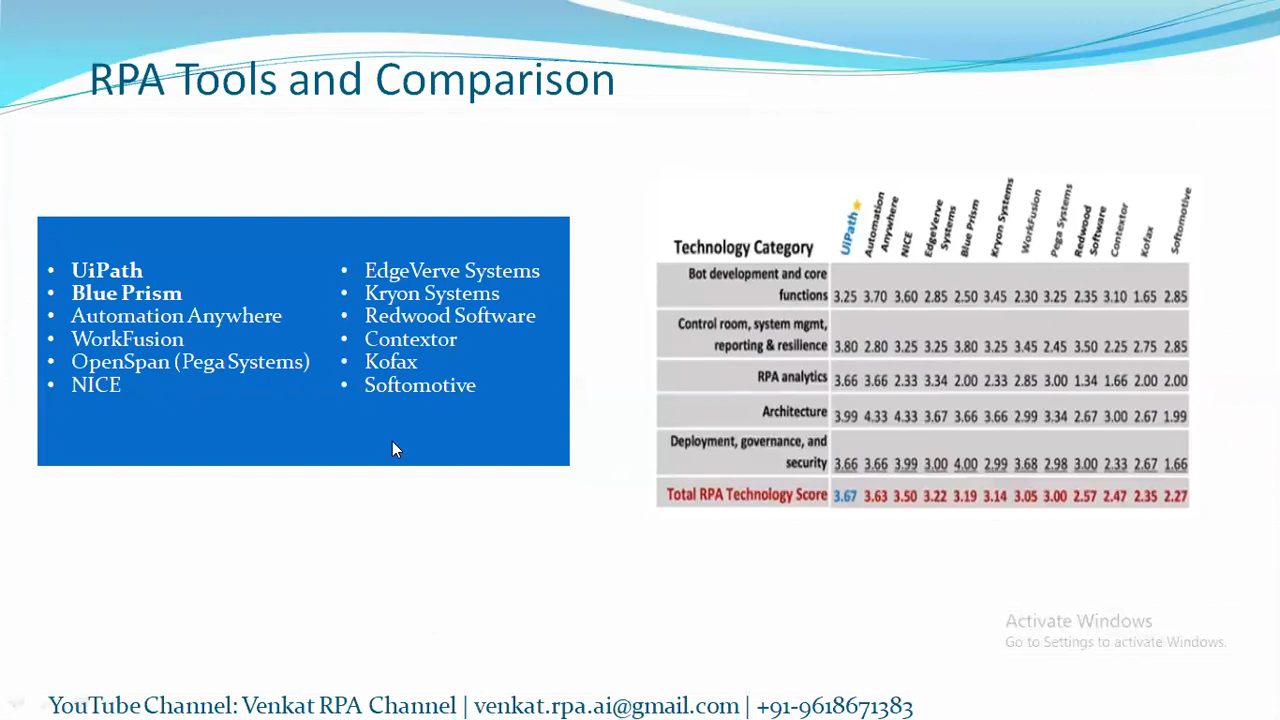 RPA Tools and Comparison
• UiPath
• Blue Prism
• Automation Anywhere
• WorkFusion
• OpenSpan (Pega Systems)
• NICE
• EdgeVerve Systems
• Kryon Systems
• Redwood Software
• Contextor
• Kofax
• Softomotive
Technology Category
UiPath
Automation
Anywhere
NICE
EdgeVerve
Systems
Blue Prism
Kryon Systems
WorkFusion
Pega Systems
Redwood
Software
Contextor
Kofax
Softomotive
Bot development and core
functions 3.25 3.70 3.60 2.85 2.50 3.45 2.30 3.25 2.35 3.10 1.65 2.85
Control room, system mgmt,
reporting & resilience 3.80 2.80 3.25 3.25 3.80 3.25 3.45 2.45 3.50 2.25 2.75 2.85
RPA analytics 3.66 3.66 2.33 3.34 2.00 2.33 2.85 3.00 1.34 1.66 2.00 2.00
Architecture 3.99 4.33 4.33 3.67 3.66 3.66 2.99 3.34 2.67 3.00 2.67 1.99
Deployment, governance, and
security 3.66 3.66 3.99 3.00 4.00 2.99 3.68 2.98 3.00 2.33 2.67 1.66
Total RPA Technology Score 3.67 3.63 3.50 3.22 3.19 3.14 3.05 3.00 2.57 2.47 2.35 2.27
Activate Windows
Go to Settings to activate Windows.
YouTube Channel: Venkat RPA Channel | venkat.rpa.ai@gmail.com | +91-9618671383